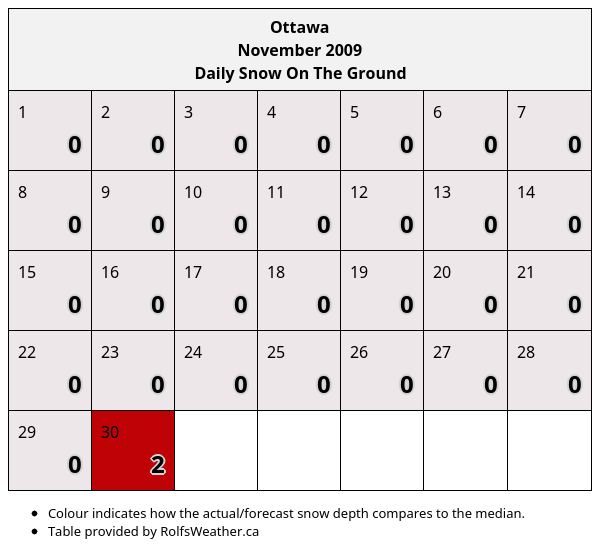 Ottawa
November 2009
Daily Snow On The Ground
1 2 3 4 5 6 7
0 0 0 0 0 0 0
8 9 10 11 12 13 14
0 0 0 0 0 0 0
15 16 17 18 19 20 21
0 0 0 0 0 0 0
22 23 24 25 26 27 28
0 0 0 0 0 0 0
29 30
0 2
• Colour indicates how the actual/forecast snow depth compares to the median.
• Table provided by RolfsWeather.ca